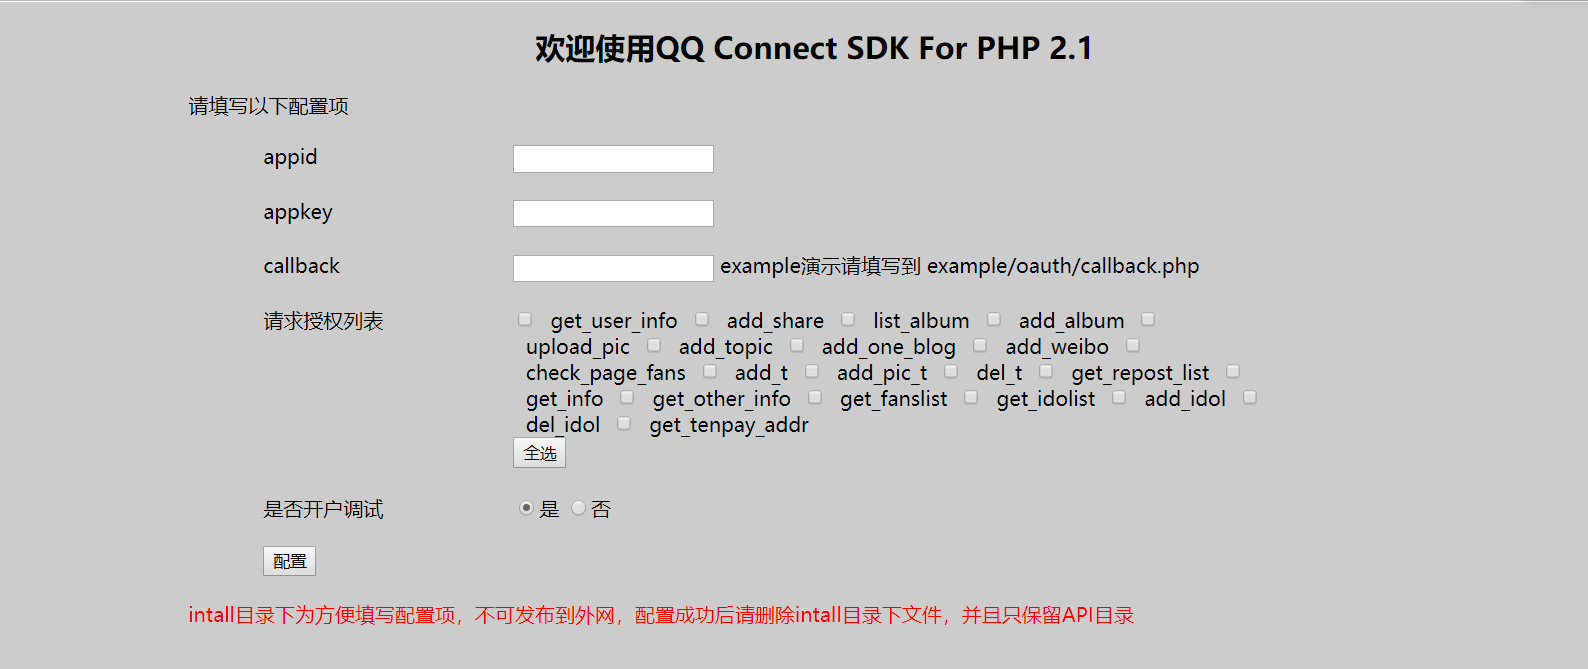 欢迎使用QQ Connect SDK For PHP 2.1
请填写以下配置项
appid
appkey
callback example演示请填写到 example/oauth/callback.php
请求授权列表 get_user_info add_share list_album add_album
upload_pic add_topic add_one_blog add_weibo
check_page_fans add_t add_pic_t del_t get_repost_list
get_info get_other_info get_fanslist get_idolist add_idol
del_idol get_tenpay_addr
全选
是否开户调试 是 否
配置
intall目录下为方便填写配置项，不可发布到外网，配置成功后请删除intall目录下文件，并且只保留API目录